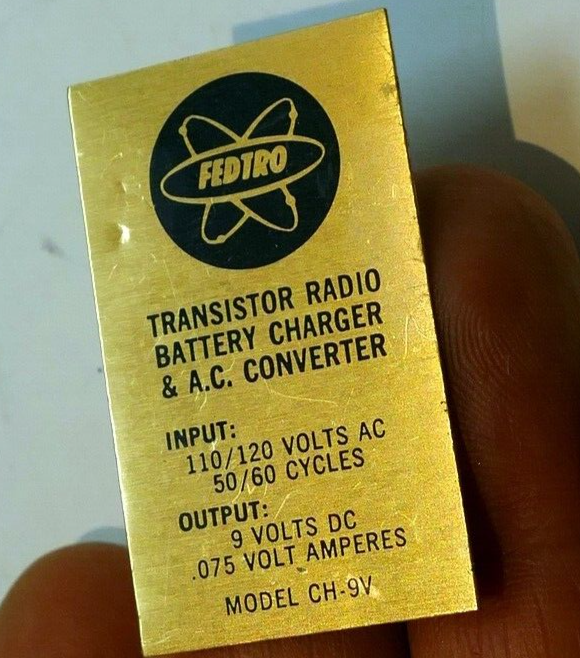 FEDTRO
TRANSISTOR RADIO
BATTERY CHARGER
& A.C. CONVERTER
INPUT:
110/120 VOLTS AC
50/60 CYCLES
OUTPUT:
9 VOLTS DC
.075 VOLT AMPERES
MODEL CH-9V